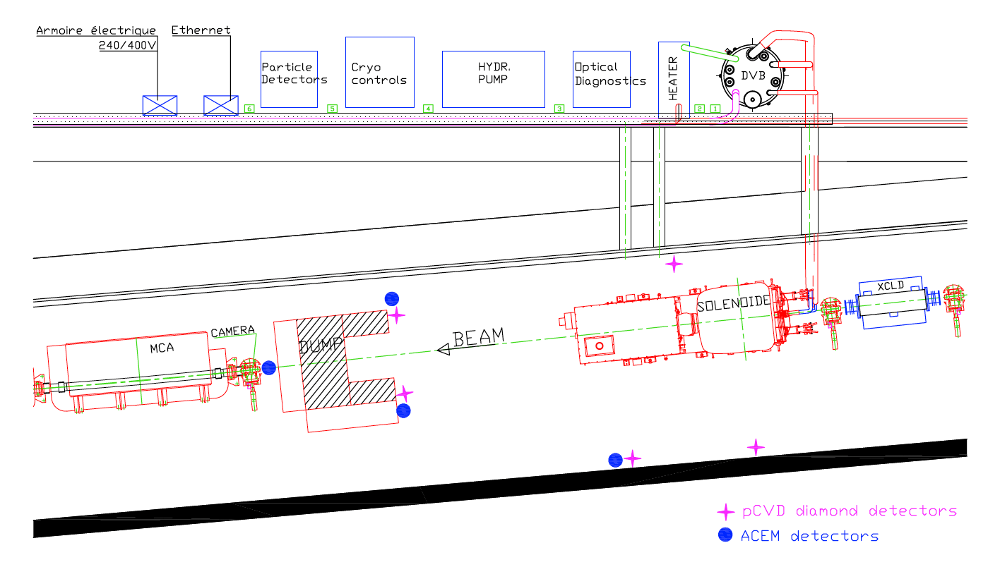 Armoire électrique
240/400V
Ethernet
Particle
Detectors
Cryo
controls
HYDR.
PUMP
Optical
Diagnostics
HEATER
DVB
6
5
4
3
2
1
XCLD
SOLENOIDE
BEAM
DUMP
CAMERA
MCA
pCVD diamond detectors
ACEM detectors